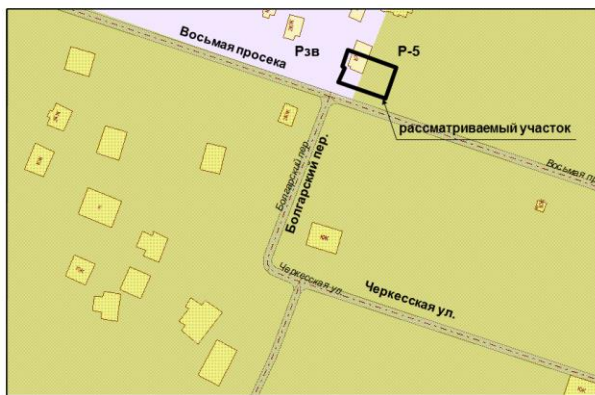 Рзв
Р-5
Восьмая просека
рассматриваемый участок
Восьмая пр
Болгарский пер.
Болгарский пер.
Черкесская ул.
Черкесская ул.